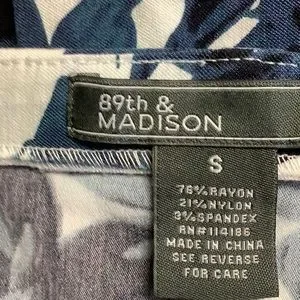 89th &
MADISON
S
76% RAYON
21% NYLON
3% SPANDEX
RN#114186
MADE IN CHINA
SEE REVERSE
FOR CARE